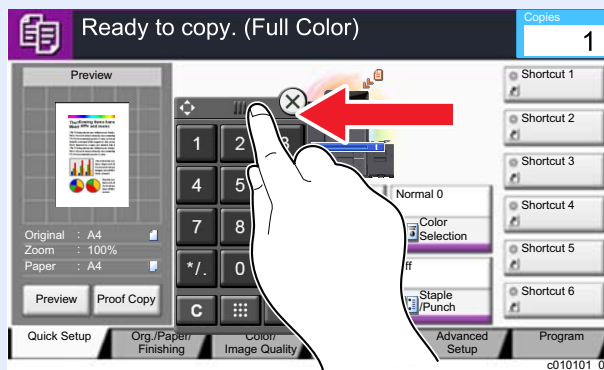 Ready to copy. (Full Color)
Copies
1
Preview
Original : A4
Zoom : 100%
Paper : A4
Preview
Proof Copy
1
2
3
4
5
7
8
*/.
0
C
Normal 0
Color
Selection
ff
Staple
/Punch
Shortcut 1
Shortcut 2
Shortcut 3
Shortcut 4
Shortcut 5
Shortcut 6
Quick Setup
Org./Paper/
Finishing
Color/
Image Quality
Advanced
Setup
Program
c010101_0